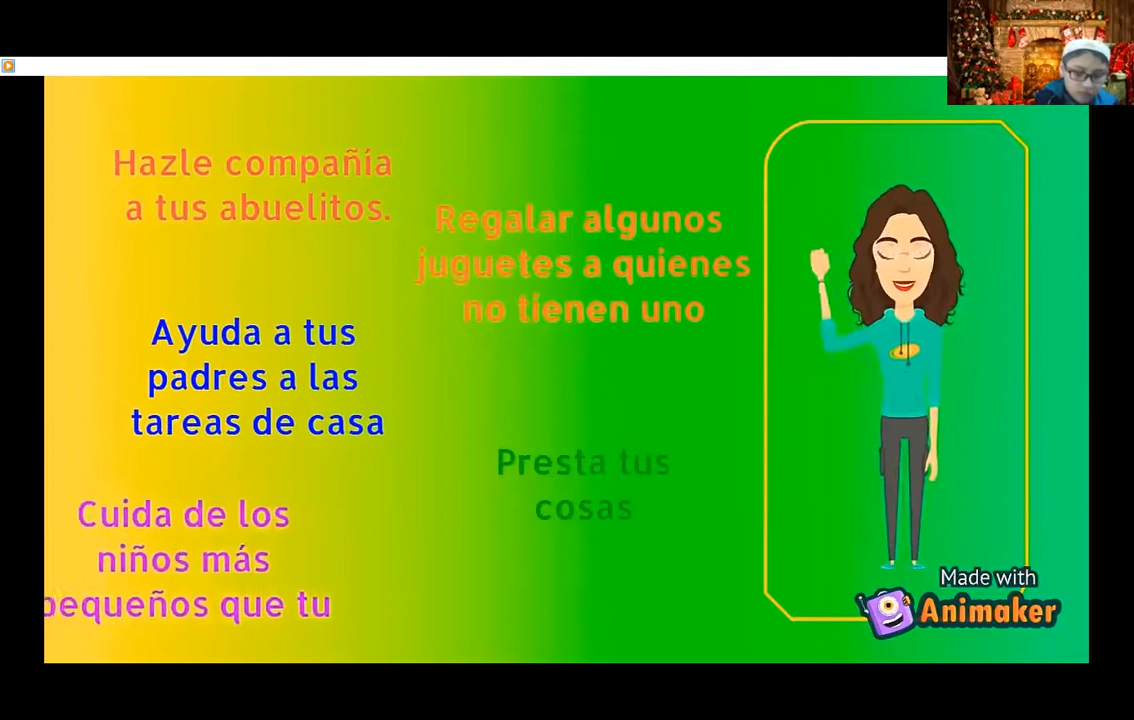 Hazle compañía
a tus abuelitos.
Regalar algunos
juguetes a quienes
no tienen uno
Ayuda a tus
padres a las
tareas de casa
Presta tus
cosas
Cuida de los
niños más
pequeños que tu
Made with
Animaker